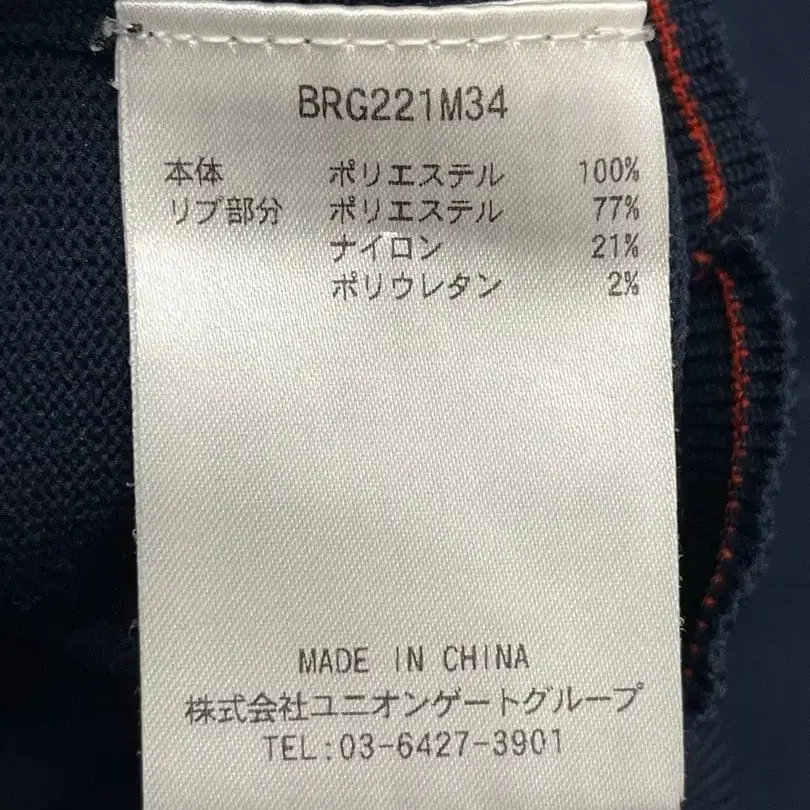 BRG221M34
本体 ポリエステル 100%
リブ部分 ポリエステル 77%
ナイロン 21%
ポリウレタン 2%
MADE IN CHINA
株式会社ユニオンゲートグループ
TEL:03-6427-3901